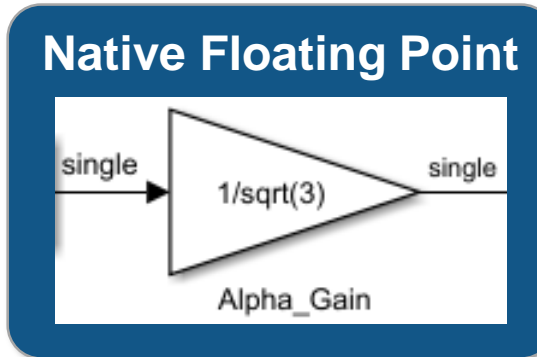 Native Floating Point
single
single
1/sqrt(3)
Alpha_Gain